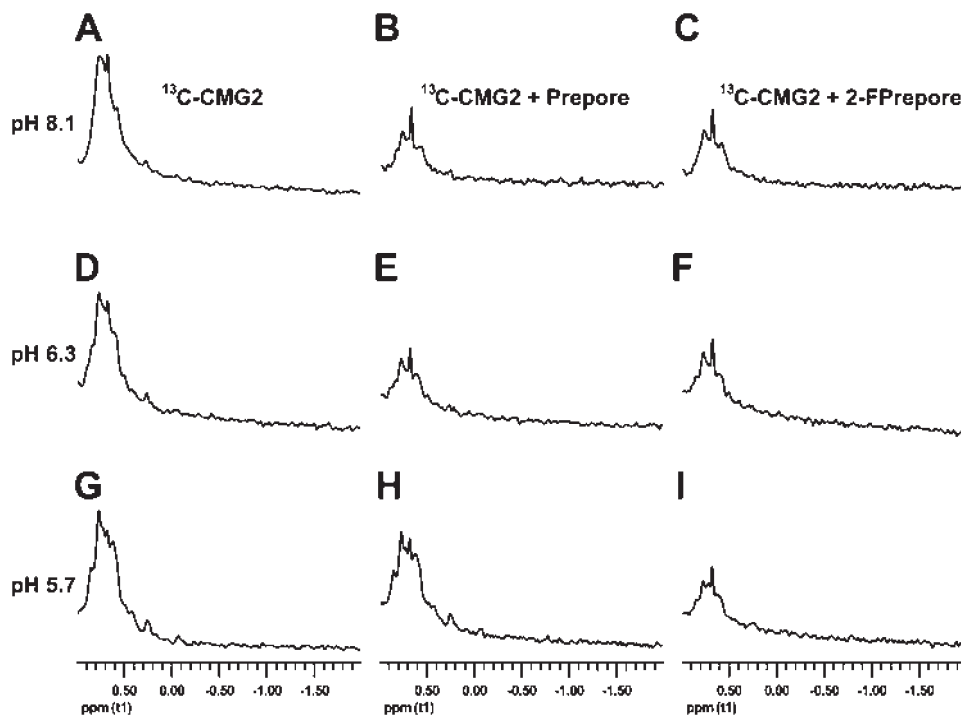 A B C
¹³C-CMG2 ¹³C-CMG2 + Prepore ¹³C-CMG2 + 2-FPrepore
pH 8.1
D E F
pH 6.3
G H I
pH 5.7
0.50 0.00 -0.50 -1.00 -1.50 0.50 0.00 -0.50 -1.00 -1.50 0.50 0.00 -0.50 -1.00 -1.50
ppm (t1) ppm (t1) ppm (t1)